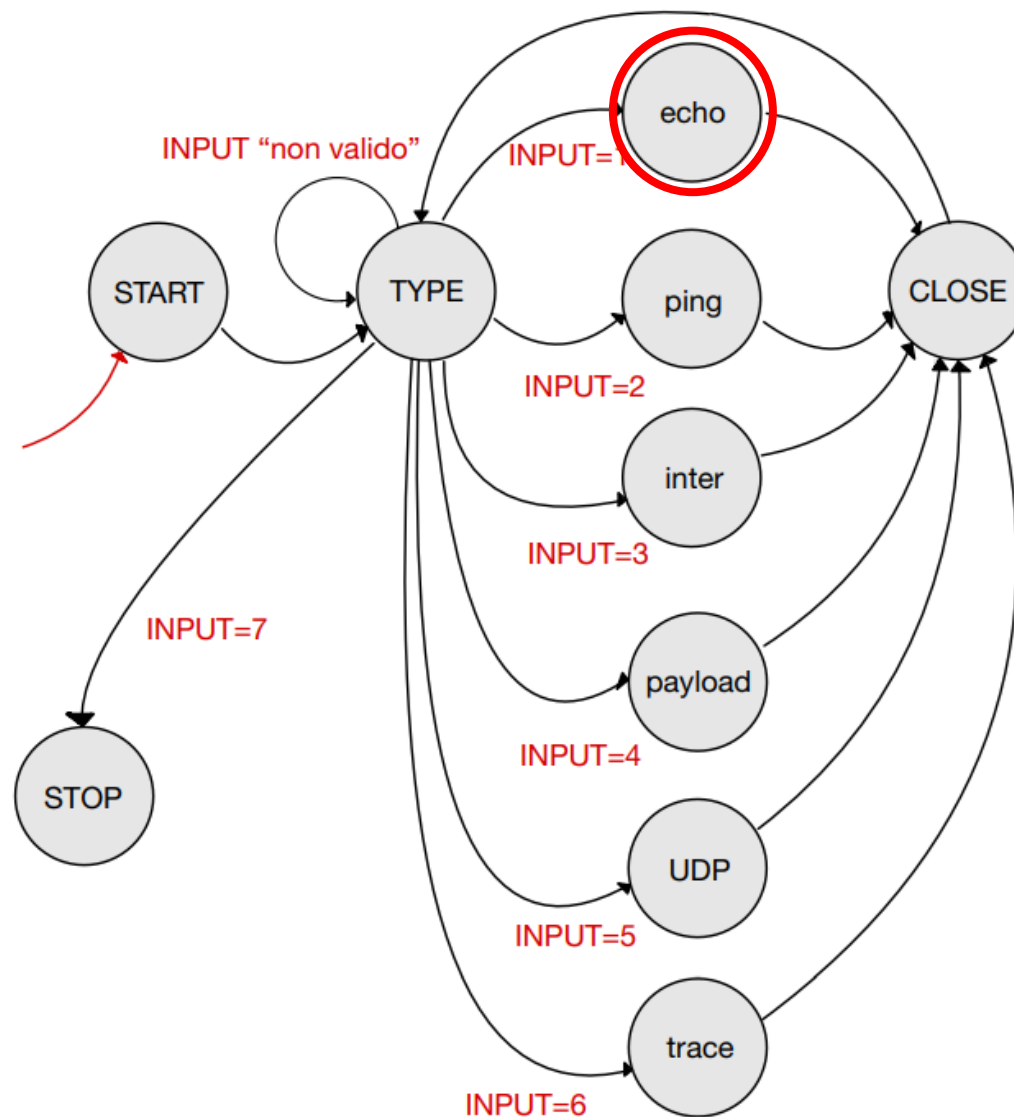 echo
INPUT “non valido”
INPUT=1
START
TYPE
ping
CLOSE
INPUT=2
inter
INPUT=3
INPUT=7
payload
INPUT=4
STOP
UDP
INPUT=5
trace
INPUT=6